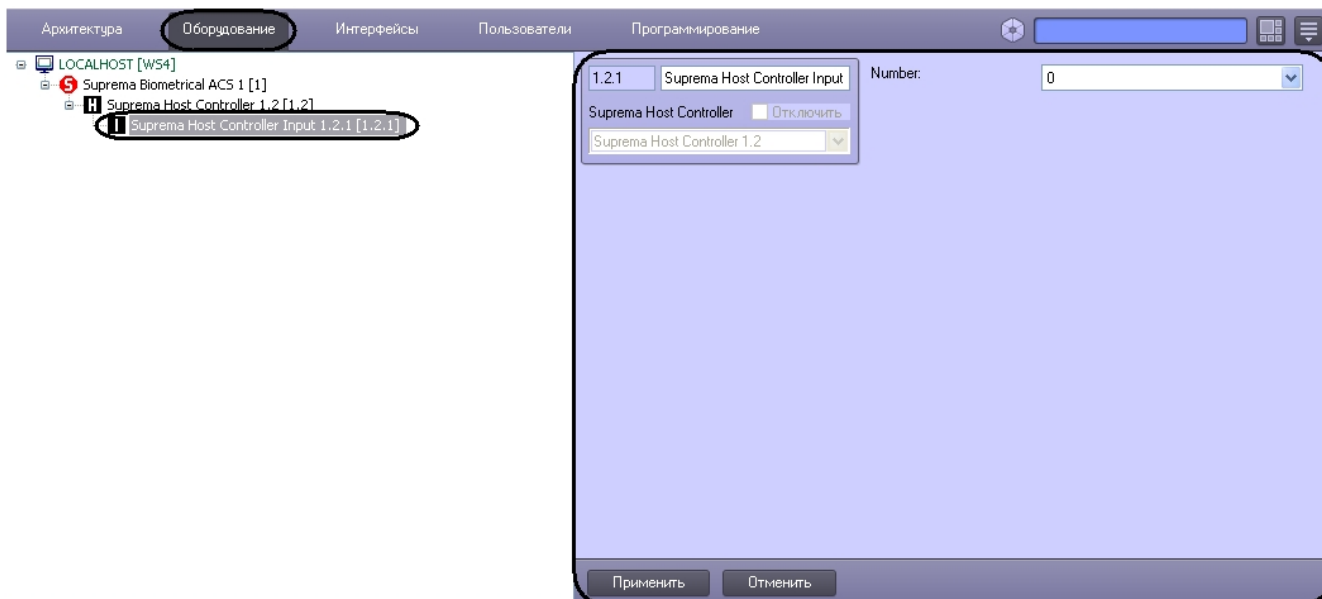 Архитектура Оборудование Интерфейсы Пользователи Программирование
LOCALHOST [WS4]
Suprema Biometrical ACS 1 [1]
Suprema Host Controller 1.2 [1.2]
Suprema Host Controller Input 1.2.1 [1.2.1]
1.2.1 Suprema Host Controller Input
Number: 0
Suprema Host Controller Отключить
Suprema Host Controller 1.2
Применить Отменить